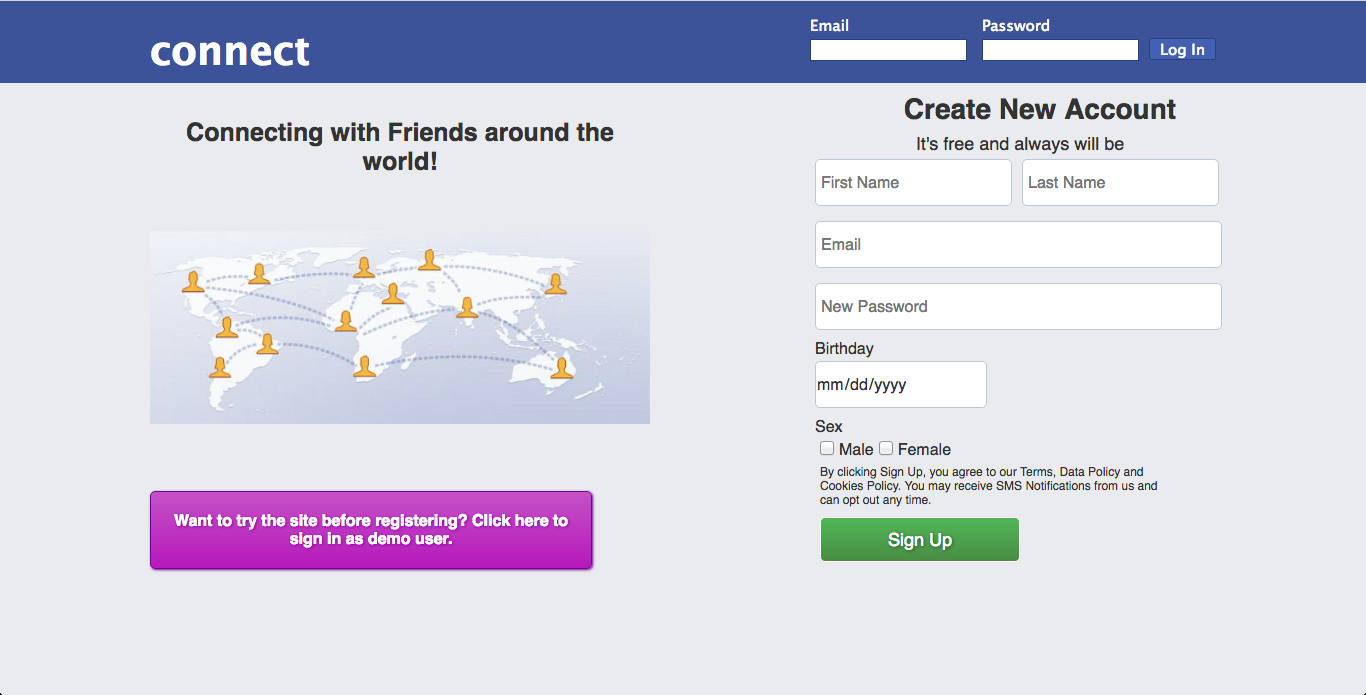 connect
Email
Password
Log In
Connecting with Friends around the
world!
Want to try the site before registering? Click here to
sign in as demo user.
Create New Account
It's free and always will be
First Name
Last Name
Email
New Password
Birthday
mm/dd/yyyy
Sex
Male Female
By clicking Sign Up, you agree to our Terms, Data Policy and
Cookies Policy. You may receive SMS Notifications from us and
can opt out any time.
Sign Up